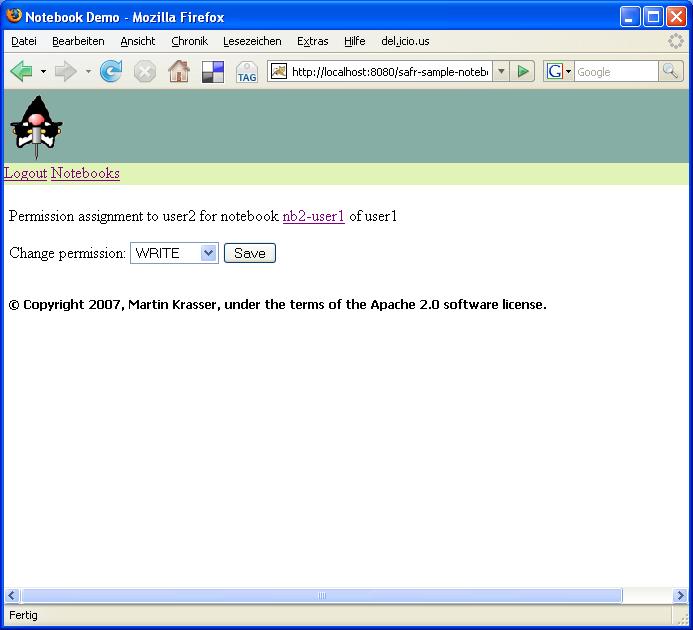 Notebook Demo - Mozilla Firefox
Datei Bearbeiten Ansicht Chronik Lesezeichen Extras Hilfe del.icio.us
TAG http://localhost:8080/safr-sample-noteb G Google
Logout Notebooks
Permission assignment to user2 for notebook nb2-user1 of user1
Change permission: WRITE Save
© Copyright 2007, Martin Krasser, under the terms of the Apache 2.0 software license.
Fertig